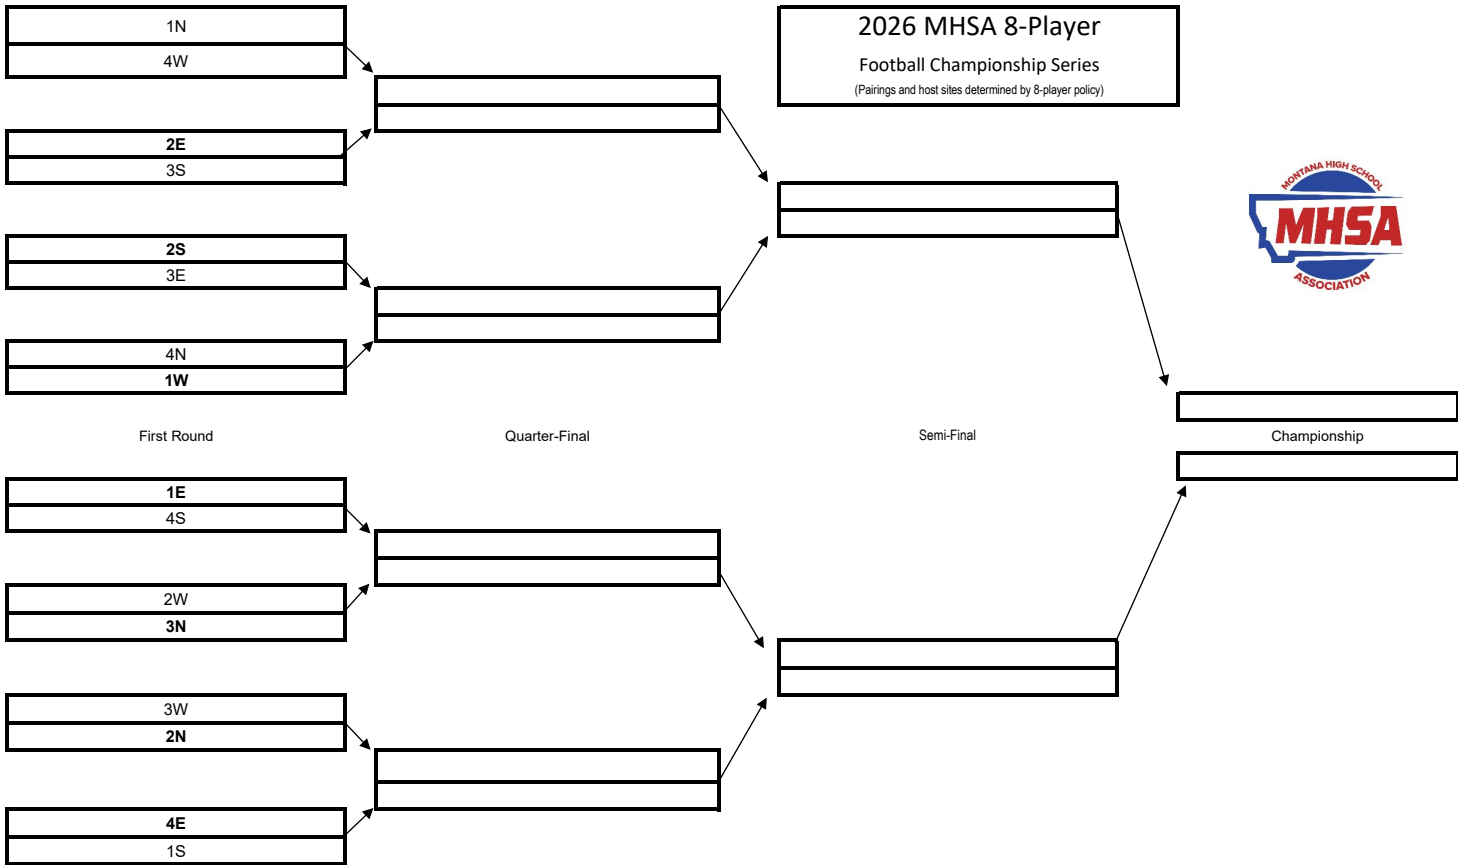 1N
4W
2026 MHSA 8-Player
Football Championship Series
(Pairings and host sites determined by 8-player policy)
2E
3S
MONTANA HIGH SCHOOL
MHSA
ASSOCIATION
2S
3E
4N
1W
First Round
Quarter-Final
Semi-Final
Championship
1E
4S
2W
3N
3W
2N
4E
1S